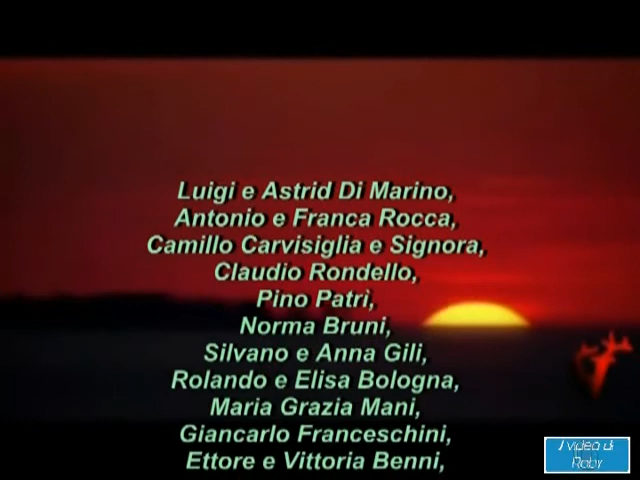 Luigi e Astrid Di Marino,
Antonio e Franca Rocca,
Camillo Carvisiglia e Signora,
Claudio Rondello,
Pino Patrì,
Norma Bruni,
Silvano e Anna Gili,
Rolando e Elisa Bologna,
Maria Grazia Mani,
Giancarlo Franceschini,
Ettore e Vittoria Benni,
I video di
Roby